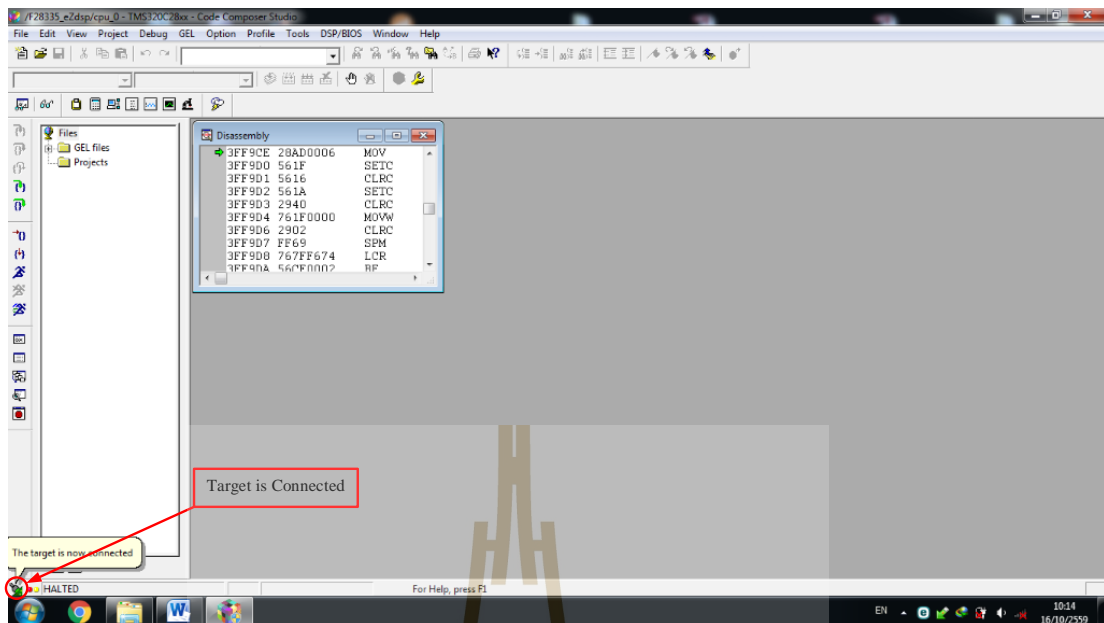 /F28335_eZdsp/cpu_0 - TMS320C28xx - Code Composer Studio
File Edit View Project Debug GEL Option Profile Tools DSP/BIOS Window Help
Files
GEL files
Projects
Disassembly
3FF9CE 28AD0006 MOV
3FF9D0 561F SETC
3FF9D1 5616 CLRC
3FF9D2 561A SETC
3FF9D3 2940 CLRC
3FF9D4 761F0000 MOVW
3FF9D6 2902 CLRC
3FF9D7 FF69 SPM
3FF9D8 767FF674 LCR
3FF9DA 56CF0002 BF
Target is Connected
The target is now connected
HALTED
For Help, press F1
EN
10:14
16/10/2559